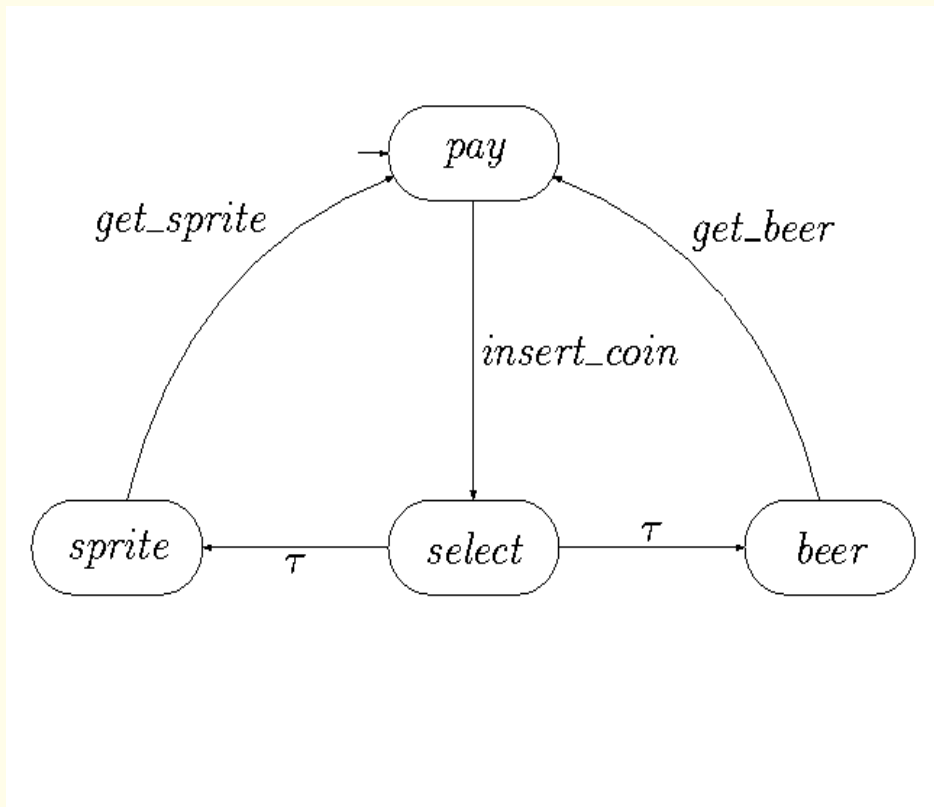 pay
get_sprite
get_beer
insert_coin
sprite
τ
select
τ
beer